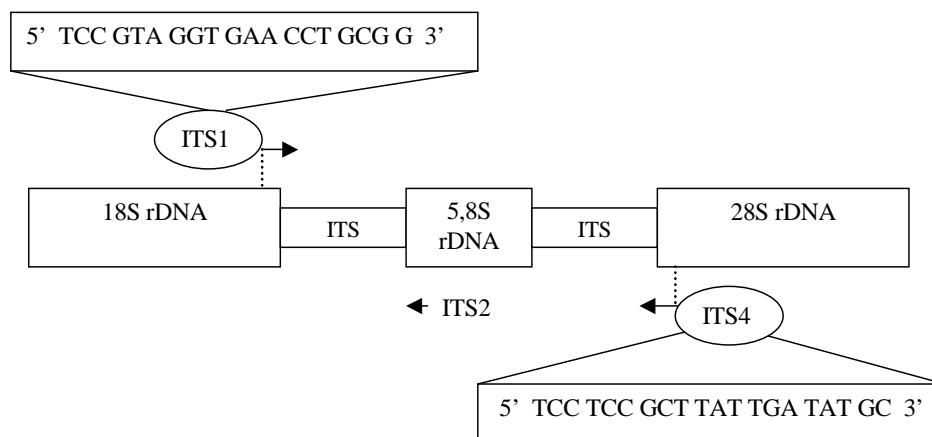 5’ TCC GTA GGT GAA CCT GCG G 3’
ITS1
18S rDNA
ITS
5,8S
rDNA
ITS
28S rDNA
ITS2
ITS4
5’ TCC TCC GCT TAT TGA TAT GC 3’